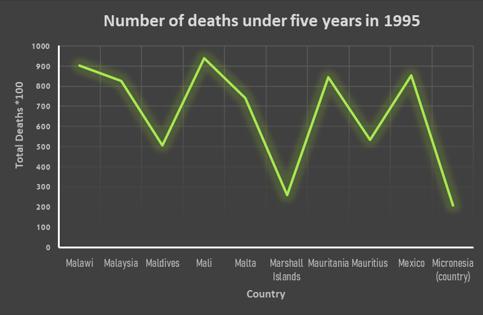 Number of deaths under five years in 1995
1000
900
800
700
600
500
400
300
200
100
0
Total Deaths *100
Malawi Malaysia Maldives Mali Malta Marshall Islands Mauritania Mauritius Mexico Micronesia (country)
Country